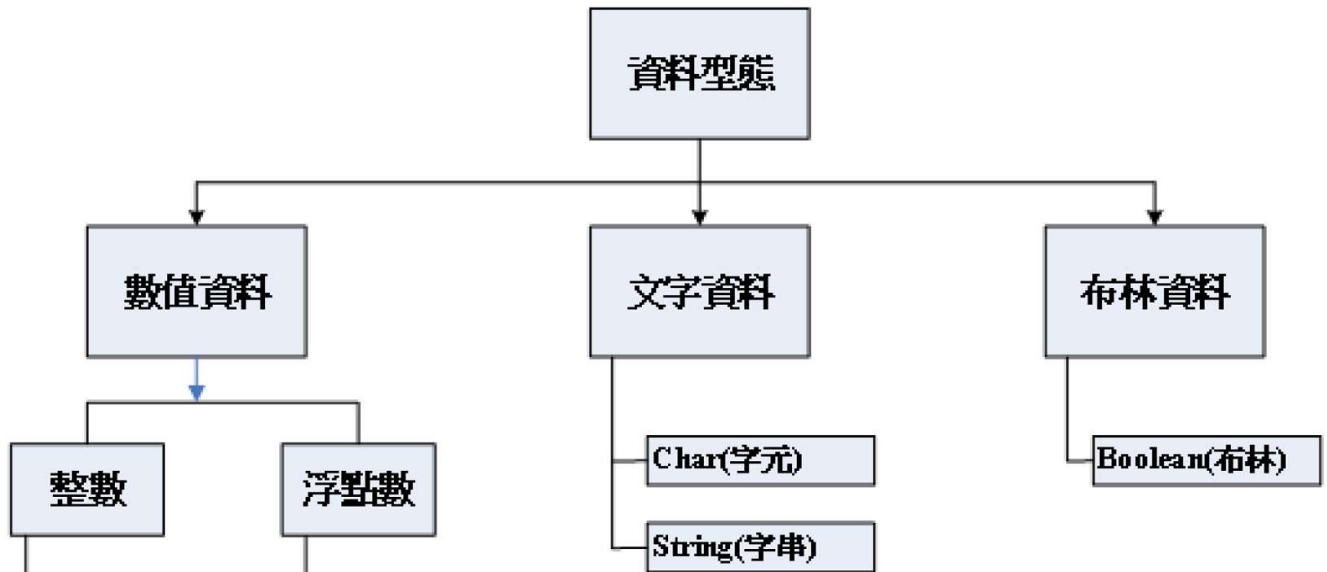 資料型態
數值資料
文字資料
布林資料
整數
浮點數
Char(字元)
String(字串)
Boolean(布林)